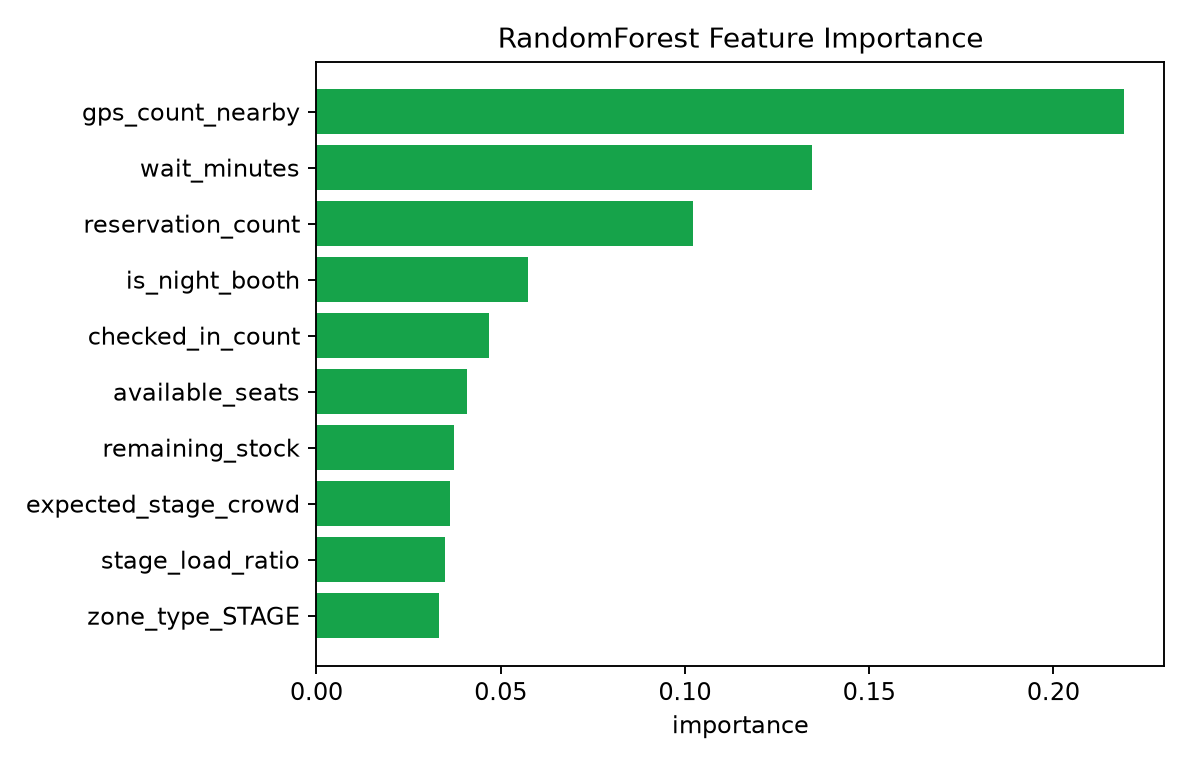 RandomForest Feature Importance
gps_count_nearby
wait_minutes
reservation_count
is_night_booth
checked_in_count
available_seats
remaining_stock
expected_stage_crowd
stage_load_ratio
zone_type_STAGE
0.00 0.05 0.10 0.15 0.20
importance